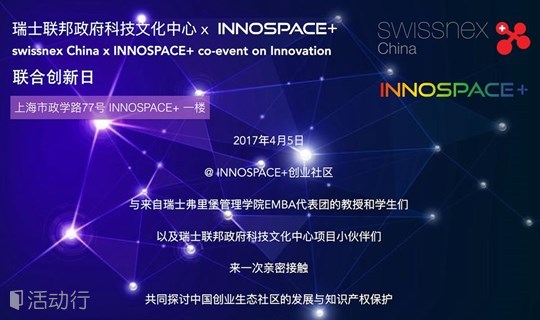 瑞士联邦政府科技文化中心 x INNOSPACE+
swissnex China x INNOSPACE+ co-event on Innovation
联合创新日
上海市政学路77号 INNOSPACE+ 一楼
swissnex
China
INNOSPACE+
2017年4月5日
@ INNOSPACE+创业社区
与来自瑞士弗里堡管理学院EMBA代表团的教授和学生们
以及瑞士联邦政府科技文化中心项目小伙伴们
来一次亲密接触
共同探讨中国创业生态社区的发展与知识产权保护
活动行